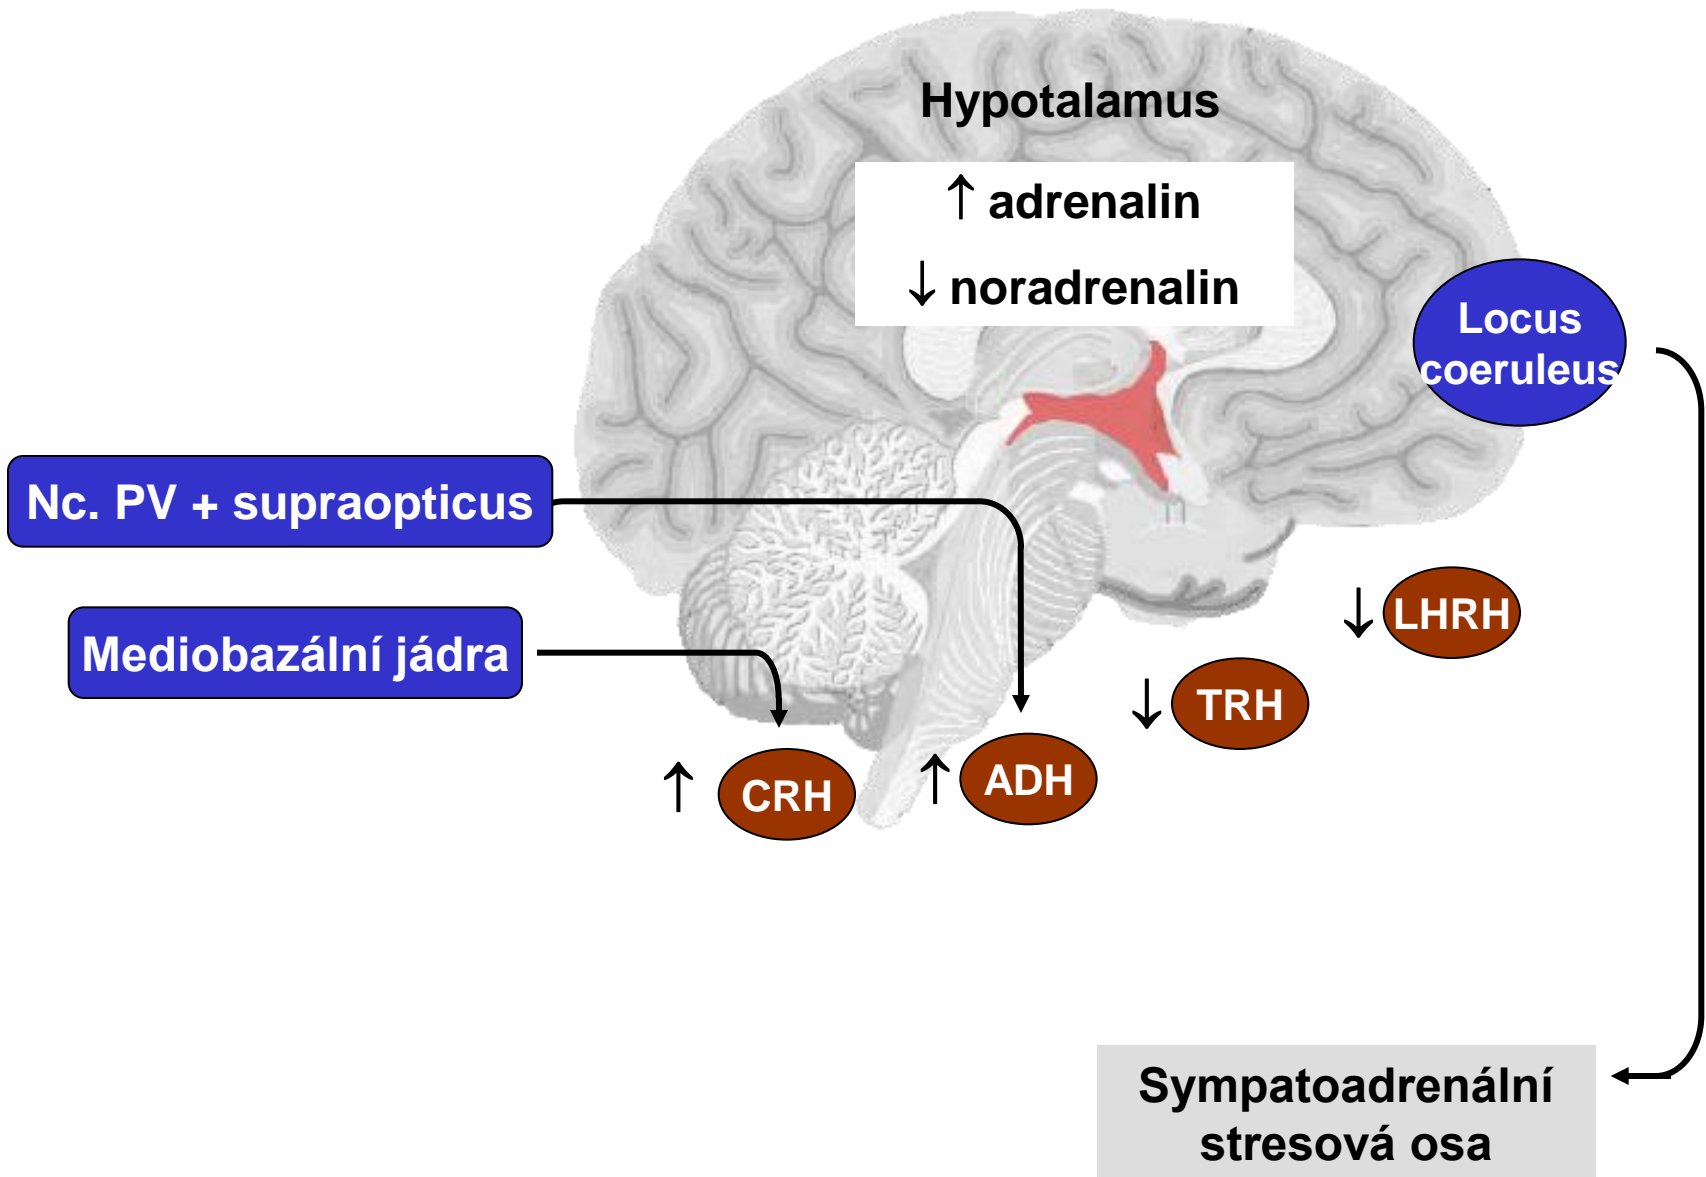 Hypotalamus
↑ adrenalin
↓ noradrenalin
Locus
coeruleus
Nc. PV + supraopticus
Mediobazální jádra
↓ LHRH
↓ TRH
↑ ADH
↑ CRH
Sympatoadrenální
stresová osa